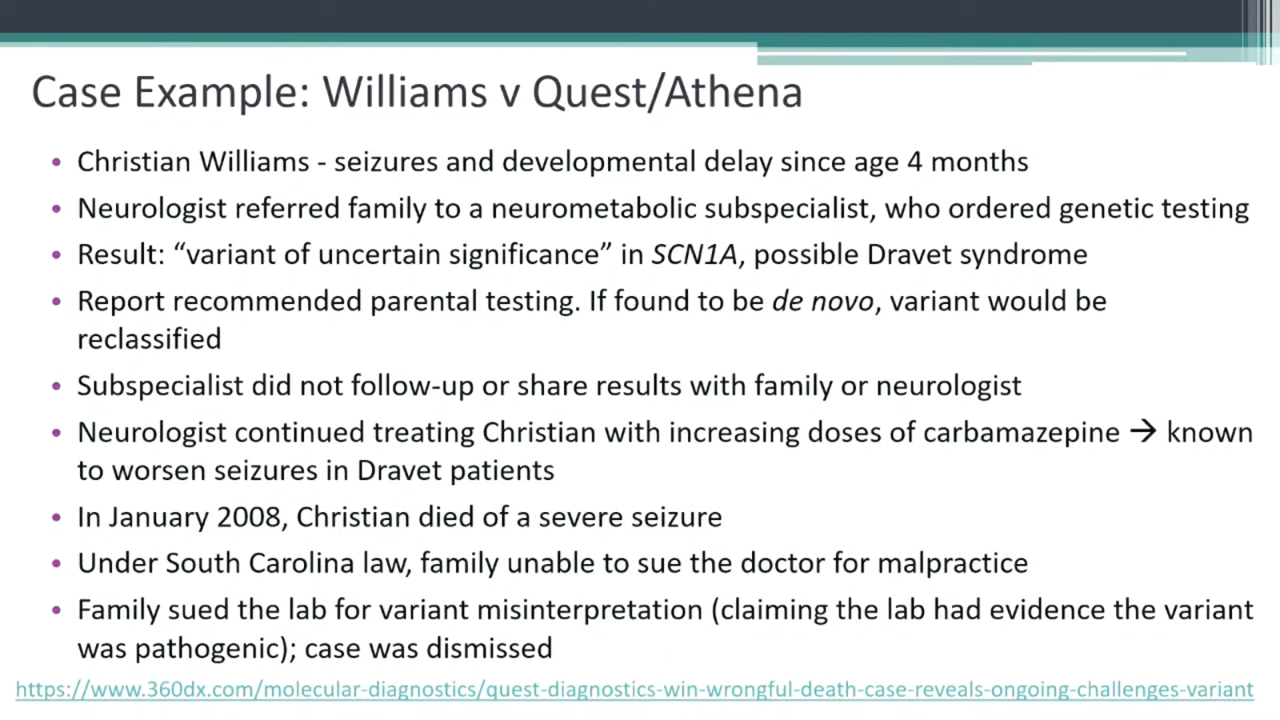 Case Example: Williams v Quest/Athena
• Christian Williams - seizures and developmental delay since age 4 months
• Neurologist referred family to a neurometabolic subspecialist, who ordered genetic testing
• Result: “variant of uncertain significance” in SCN1A, possible Dravet syndrome
• Report recommended parental testing. If found to be de novo, variant would be
reclassified
• Subspecialist did not follow-up or share results with family or neurologist
• Neurologist continued treating Christian with increasing doses of carbamazepine → known
to worsen seizures in Dravet patients
• In January 2008, Christian died of a severe seizure
• Under South Carolina law, family unable to sue the doctor for malpractice
• Family sued the lab for variant misinterpretation (claiming the lab had evidence the variant
was pathogenic); case was dismissed
https://www.360dx.com/molecular-diagnostics/quest-diagnostics-win-wrongful-death-case-reveals-ongoing-challenges-variant